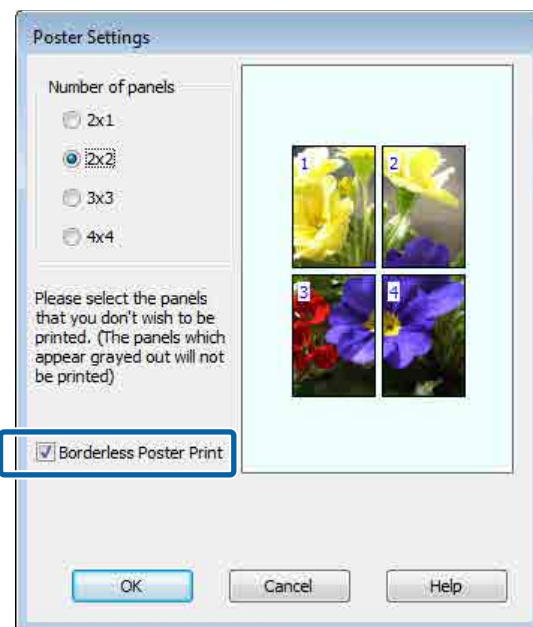 Poster Settings
Number of panels
2x1
2x2
3x3
4x4
1
2
3
4
Please select the panels
that you don't wish to be
printed. (The panels which
appear grayed out will not
be printed)
Borderless Poster Print
OK
Cancel
Help